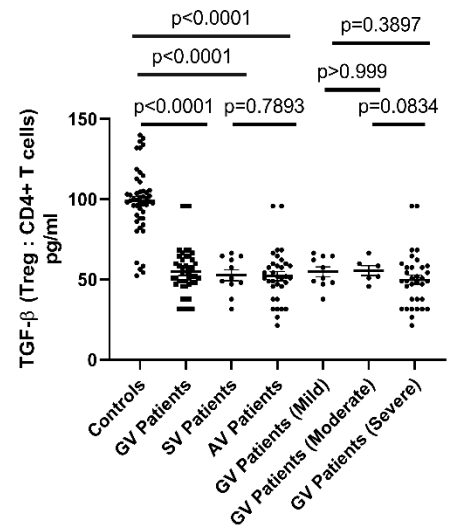 p<0.0001
p=0.3897
p<0.0001
p>0.999
p<0.0001
p=0.7893
p=0.0834
TGF-β (Treg : CD4+ T cells)
pg/ml
150
100
50
0
Controls
GV Patients
SV Patients
AV Patients
GV Patients (Mild)
GV Patients (Moderate)
GV Patients (Severe)